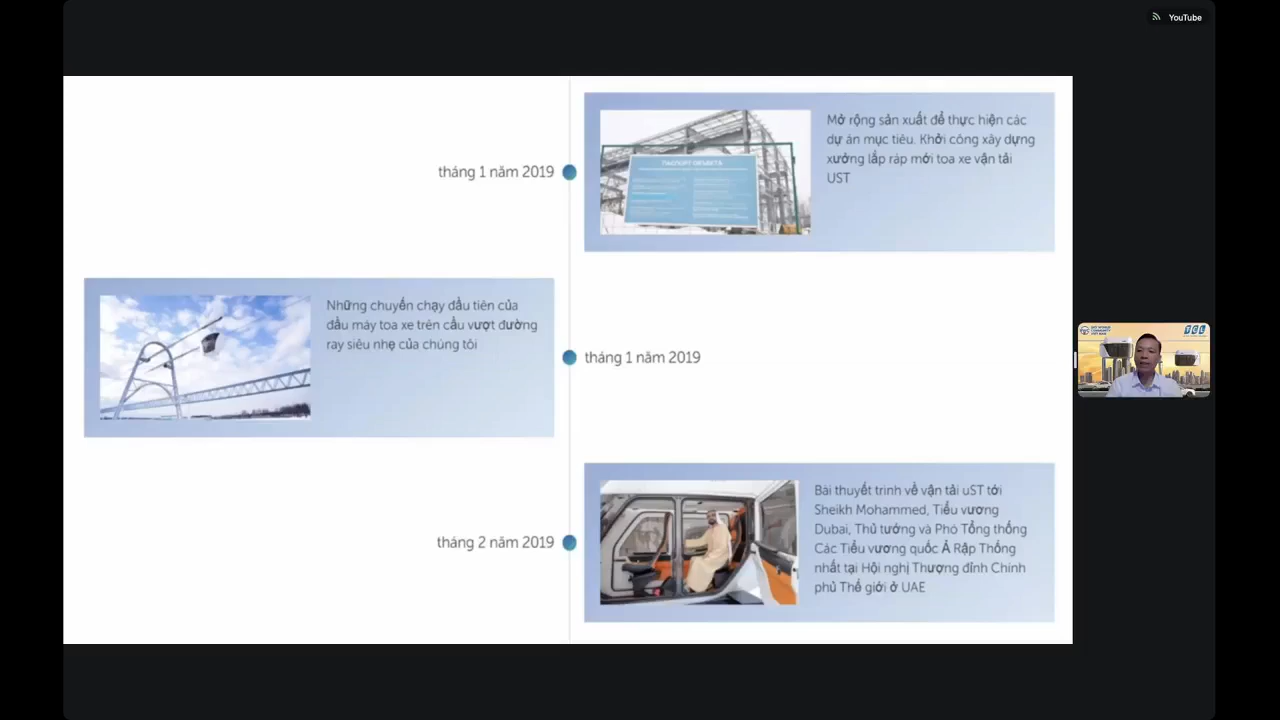 YouTube
tháng 1 năm 2019
ПАСПОРТ ОБЪЕКТА
Mở rộng sản xuất để thực hiện các
dự án mục tiêu. Khởi công xây dựng
xưởng lắp ráp mới toa xe vận tải
UST
Những chuyến chạy đầu tiên của
đầu máy toa xe trên cầu vượt đường
ray siêu nhẹ của chúng tôi
tháng 1 năm 2019
tháng 2 năm 2019
Bài thuyết trình về vận tải uST tới
Sheikh Mohammed, Tiểu vương
Dubai, Thủ tướng và Phó Tổng thống
Các Tiểu vương quốc Ả Rập Thống
nhất tại Hội nghị Thượng đỉnh Chính
phủ Thế giới ở UAE